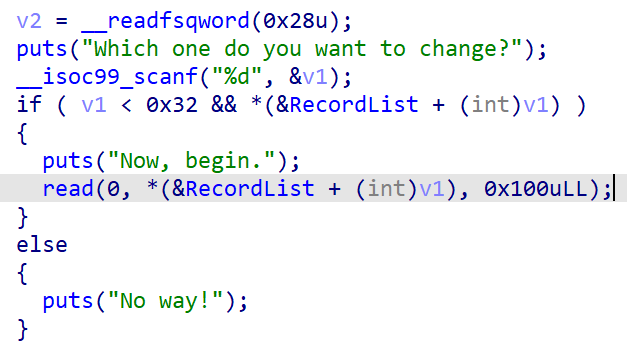 v2 = __readfsqword(0x28u);
puts("Which one do you want to change?");
__isoc99_scanf("%d", &v1);
if ( v1 < 0x32 && *(&RecordList + (int)v1) )
{
puts("Now, begin.");
read(0, *(&RecordList + (int)v1), 0x100uLL);
}
else
{
puts("No way!");
}